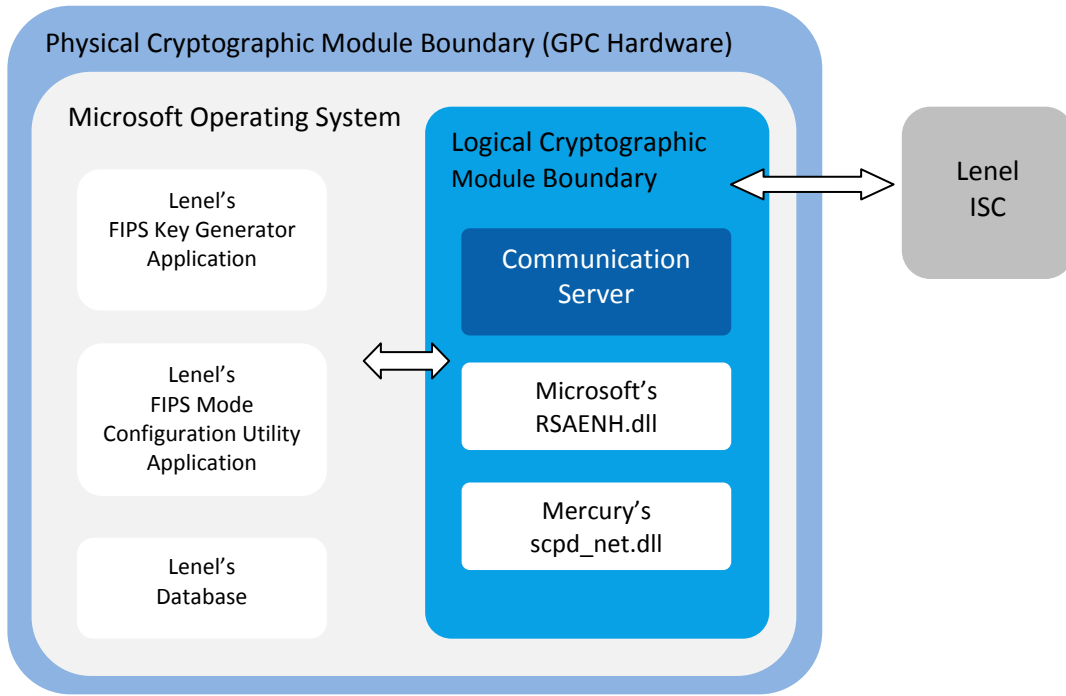 Physical Cryptographic Module Boundary (GPC Hardware)
Microsoft Operating System
Lenel’s
FIPS Key Generator
Application
Lenel’s
FIPS Mode
Configuration Utility
Application
Lenel’s
Database
Logical Cryptographic
Module Boundary
Communication
Server
Microsoft’s
RSAENH.dll
Mercury’s
scpd_net.dll
Lenel
ISC